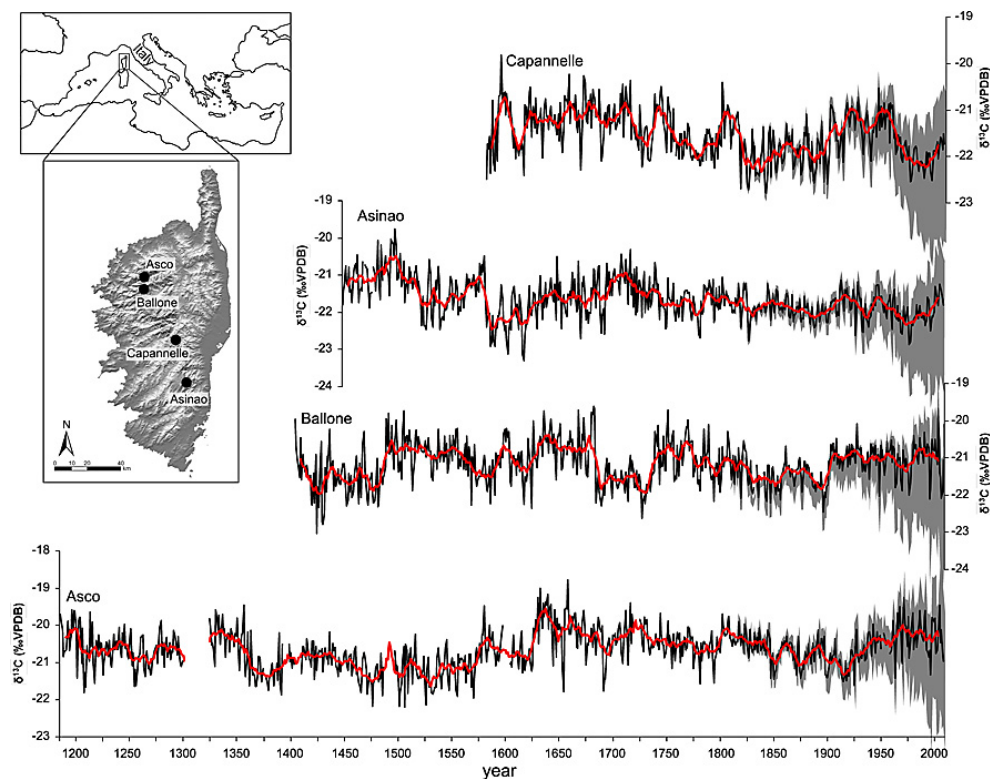 Italy
Asco
Ballone
Capannelle
Asinao
N
0 10 20 40
km
Capannelle
-19
-20
-21
-22
-23
δ¹³C (‰VPDB)
Asinao
-19
-20
-21
-22
-23
-24
δ¹³C (‰VPDB)
Ballone
-19
-20
-21
-22
-23
-24
δ¹³C (‰VPDB)
Asco
-18
-19
-20
-21
-22
-23
δ¹³C (‰VPDB)
1200 1250 1300 1350 1400 1450 1500 1550 1600 1650 1700 1750 1800 1850 1900 1950 2000
year